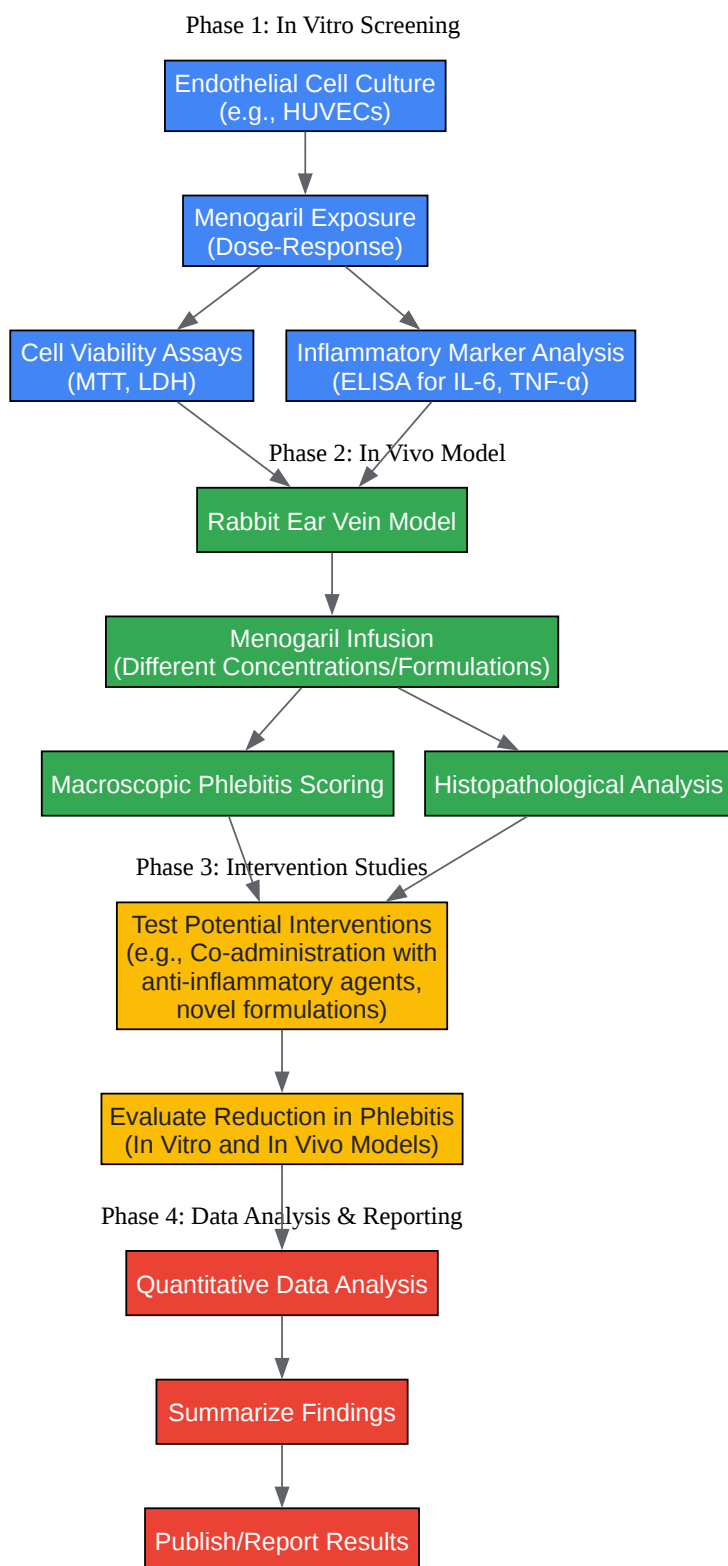 Phase 1: In Vitro Screening
Endothelial Cell Culture
(e.g., HUVECs)
Menogaril Exposure
(Dose-Response)
Cell Viability Assays
(MTT, LDH)
Inflammatory Marker Analysis
(ELISA for IL-6, TNF-α)
Phase 2: In Vivo Model
Rabbit Ear Vein Model
Menogaril Infusion
(Different Concentrations/Formulations)
Macroscopic Phlebitis Scoring
Histopathological Analysis
Phase 3: Intervention Studies
Test Potential Interventions
(e.g., Co-administration with
anti-inflammatory agents,
novel formulations)
Evaluate Reduction in Phlebitis
(In Vitro and In Vivo Models)
Phase 4: Data Analysis & Reporting
Quantitative Data Analysis
Summarize Findings
Publish/Report Results